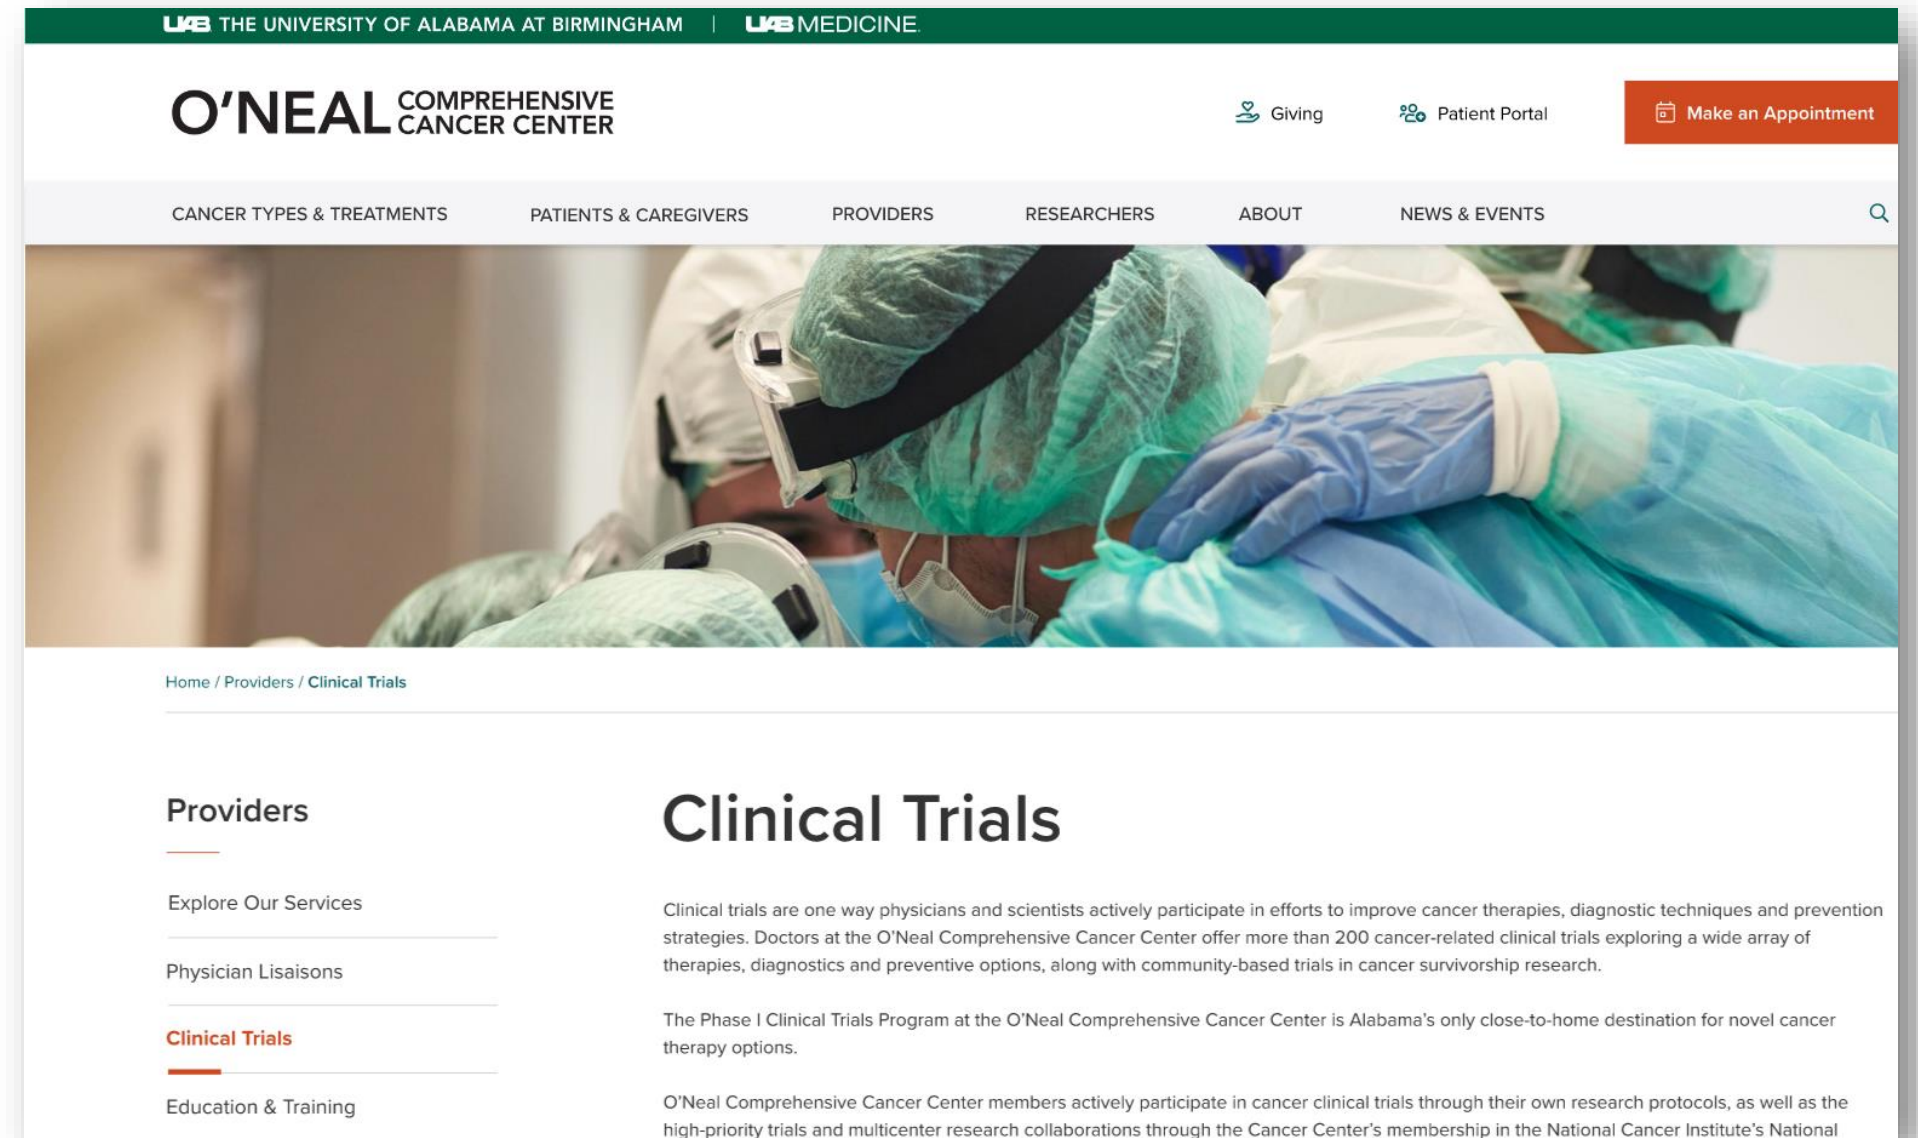 UAB THE UNIVERSITY OF ALABAMA AT BIRMINGHAM | UAB MEDICINE.
O'NEAL COMPREHENSIVE CANCER CENTER
Giving
Patient Portal
Make an Appointment
CANCER TYPES & TREATMENTS
PATIENTS & CAREGIVERS
PROVIDERS
RESEARCHERS
ABOUT
NEWS & EVENTS
Home / Providers / Clinical Trials
Providers
Explore Our Services
Physician Lisaisons
Clinical Trials
Education & Training
Clinical Trials
Clinical trials are one way physicians and scientists actively participate in efforts to improve cancer therapies, diagnostic techniques and prevention
strategies. Doctors at the O'Neal Comprehensive Cancer Center offer more than 200 cancer-related clinical trials exploring a wide array of
therapies, diagnostics and preventive options, along with community-based trials in cancer survivorship research.
The Phase I Clinical Trials Program at the O'Neal Comprehensive Cancer Center is Alabama's only close-to-home destination for novel cancer
therapy options.
O'Neal Comprehensive Cancer Center members actively participate in cancer clinical trials through their own research protocols, as well as the
high-priority trials and multicenter research collaborations through the Cancer Center's membership in the National Cancer Institute's National